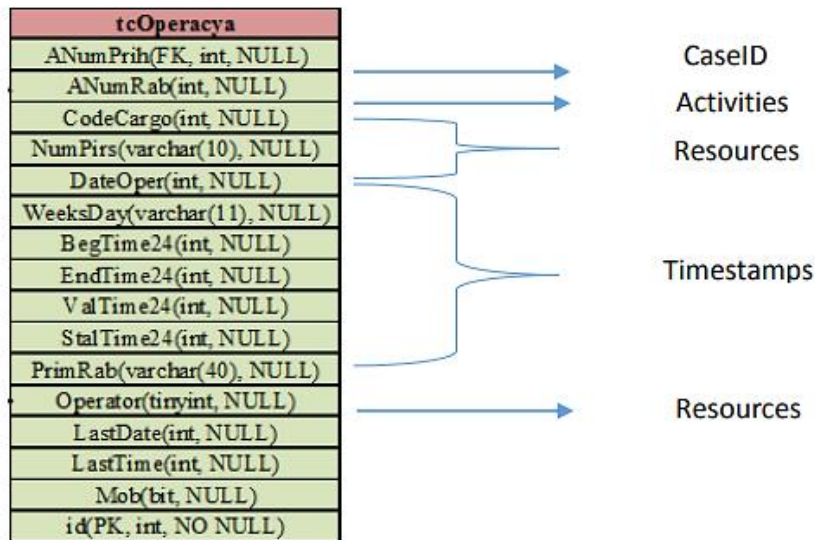 tcOperacya
ANumPrih(FK, int, NULL)
ANumRab(int, NULL)
CodeCargo(int, NULL)
NumPirs(varchar(10), NULL)
DateOper(int, NULL)
WeeksDay(varchar(11), NULL)
BegTime24(int, NULL)
EndTime24(int, NULL)
ValTime24(int, NULL)
StalTime24(int, NULL)
PrimRab(varchar(40), NULL)
Operator(tinyint, NULL)
LastDate(int, NULL)
LastTime(int, NULL)
Mob(bit, NULL)
id(PK, int, NO NULL)
CaseID
Activities
Resources
Timestamps
Resources